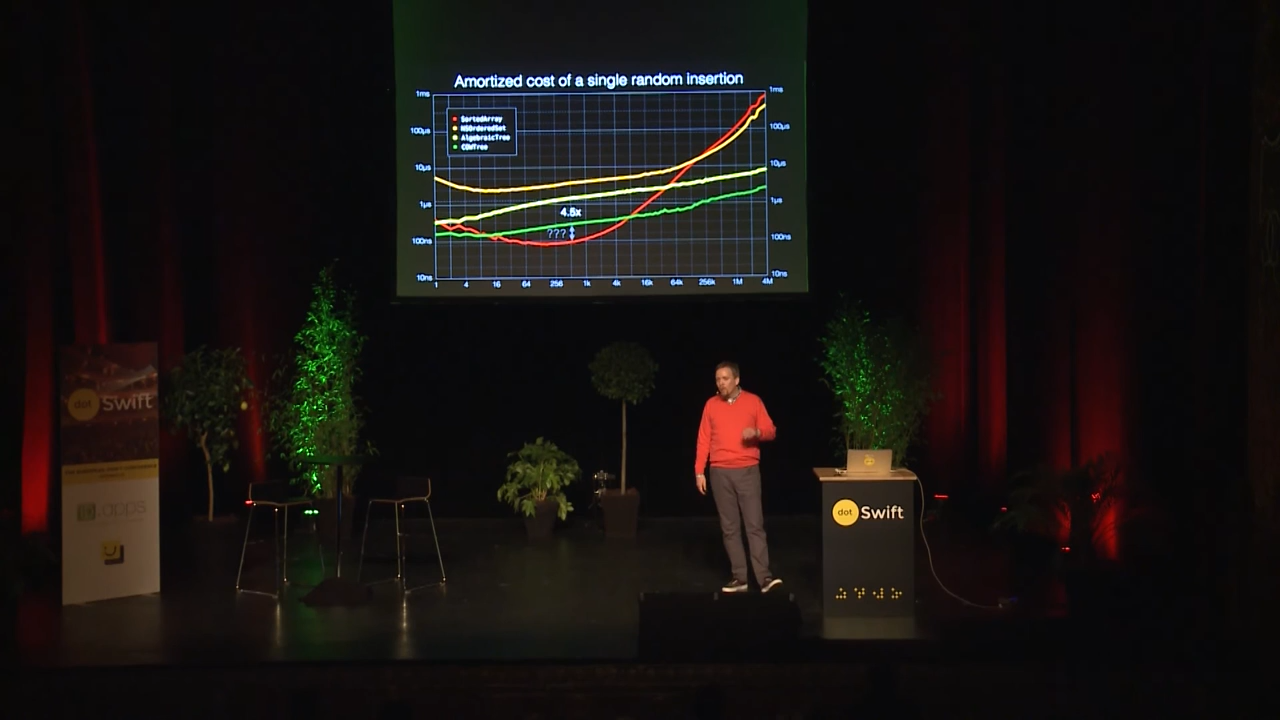 Amortized cost of a single random insertion
1ms
1ms
SortedArray
NSOrderedSet
AlgebraicTree
COWTree
100µs
100µs
10µs
10µs
1µs
1µs
4.5x
???
100ns
100ns
10ns
10ns
1 4 16 64 256 1k 4k 16k 64k 256k 1M 4M
dot Swift
.apps
dot Swift